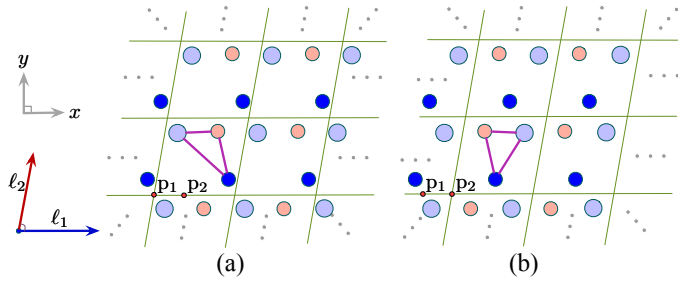 y
x
ℓ₂
ℓ₁
p₁ p₂
(a)
p₁ p₂
(b)